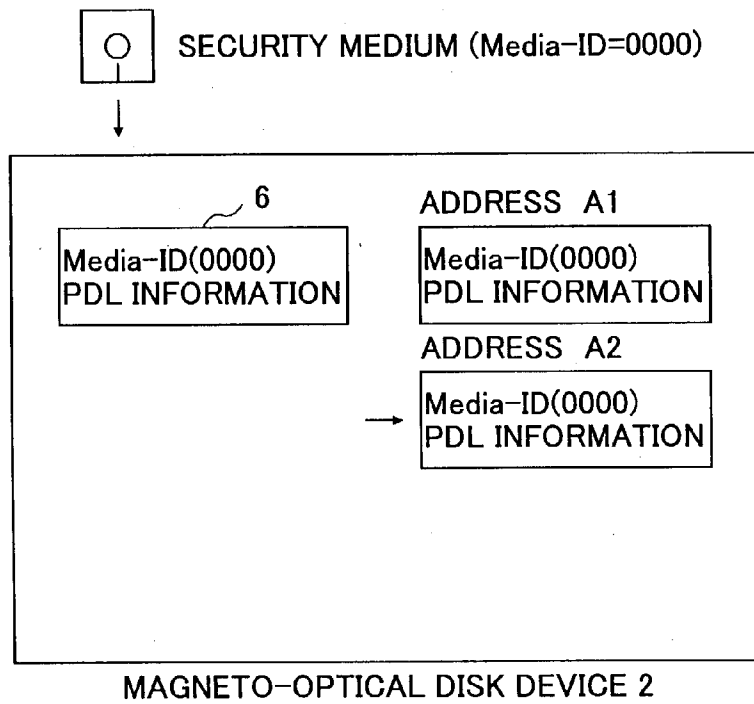 SECURITY MEDIUM (Media-ID=0000)
6
Media-ID(0000)
PDL INFORMATION
ADDRESS A1
Media-ID(0000)
PDL INFORMATION
ADDRESS A2
Media-ID(0000)
PDL INFORMATION
MAGNETO-OPTICAL DISK DEVICE 2